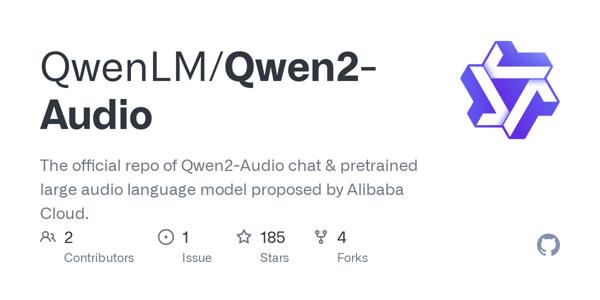 QwenLM/Qwen2-
Audio
The official repo of Qwen2-Audio chat & pretrained
large audio language model proposed by Alibaba
Cloud.
2 1 185 4
Contributors Issue Stars Forks